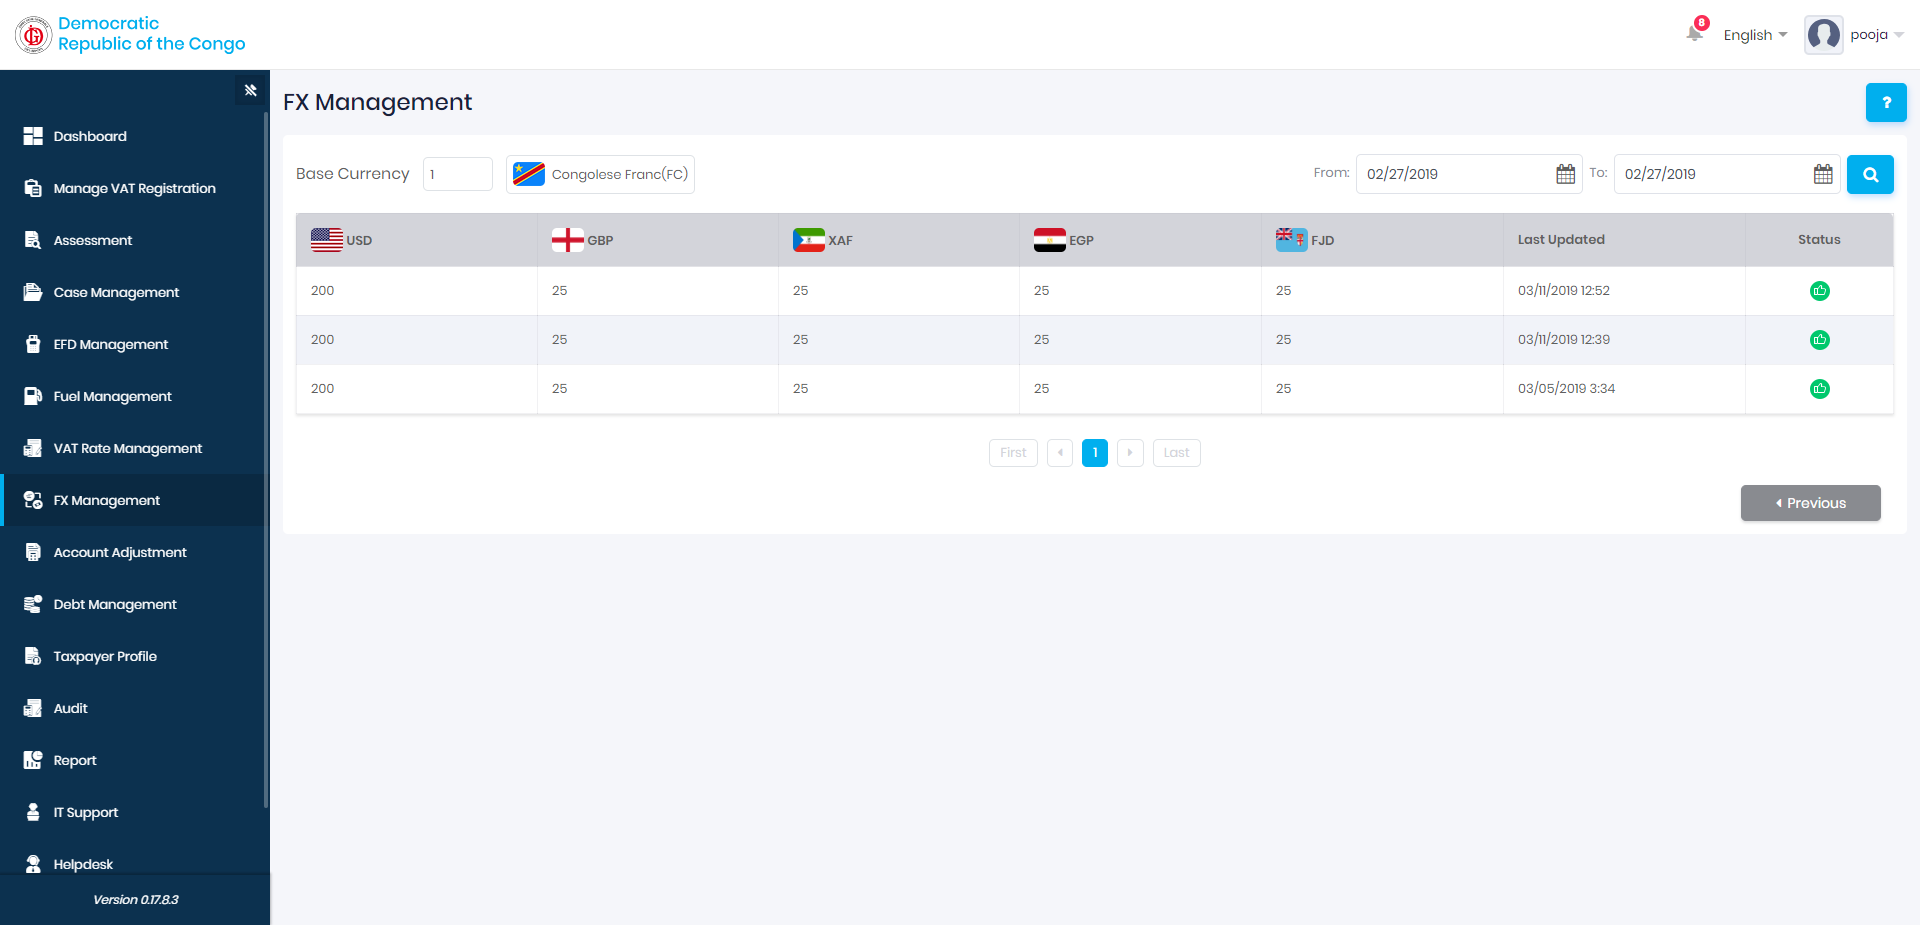 Democratic
Republic of the Congo
8
English
pooja
FX Management
?
Dashboard
Manage VAT Registration
Assessment
Case Management
EFD Management
Fuel Management
VAT Rate Management
FX Management
Account Adjustment
Debt Management
Taxpayer Profile
Audit
Report
IT Support
Helpdesk
Version 0.17.8.3
Base Currency 1 Congolese Franc(FC) From: 02/27/2019 To: 02/27/2019
USD GBP XAF EGP FJD Last Updated Status
200 25 25 25 25 03/11/2019 12:52
200 25 25 25 25 03/11/2019 12:39
200 25 25 25 25 03/05/2019 3:34
First 1 Last
Previous